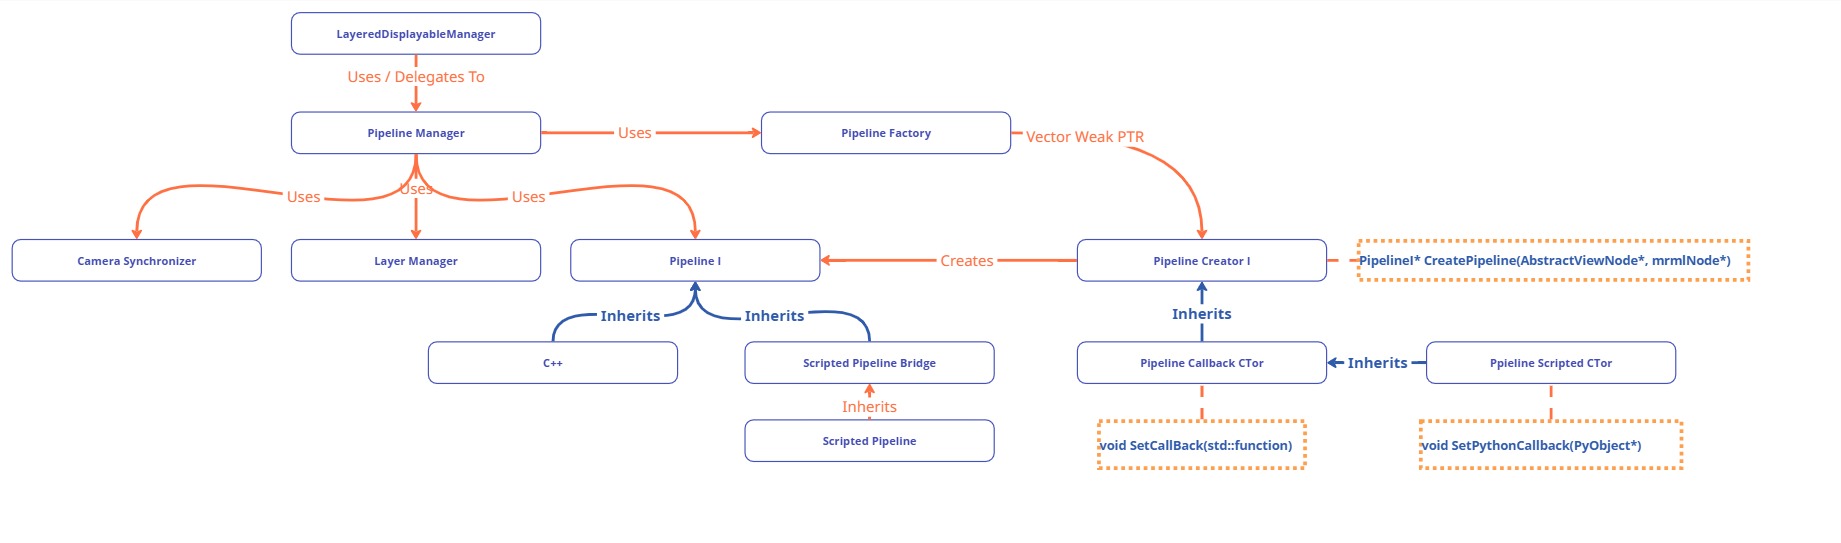 LayeredDisplayableManager
Uses / Delegates To
Pipeline Manager
Uses
Pipeline Factory
Vector Weak PTR
Uses
Uses
Uses
Camera Synchronizer
Layer Manager
Pipeline I
Creates
Pipeline Creator I
PipelineI* CreatePipeline(AbstractViewNode*, mrmlNode*)
Inherits
Inherits
Inherits
C++
Scripted Pipeline Bridge
Pipeline Callback CTor
Inherits
Ppieline Scripted CTor
Inherits
Scripted Pipeline
void SetCallBack(std::function)
void SetPythonCallback(PyObject*)